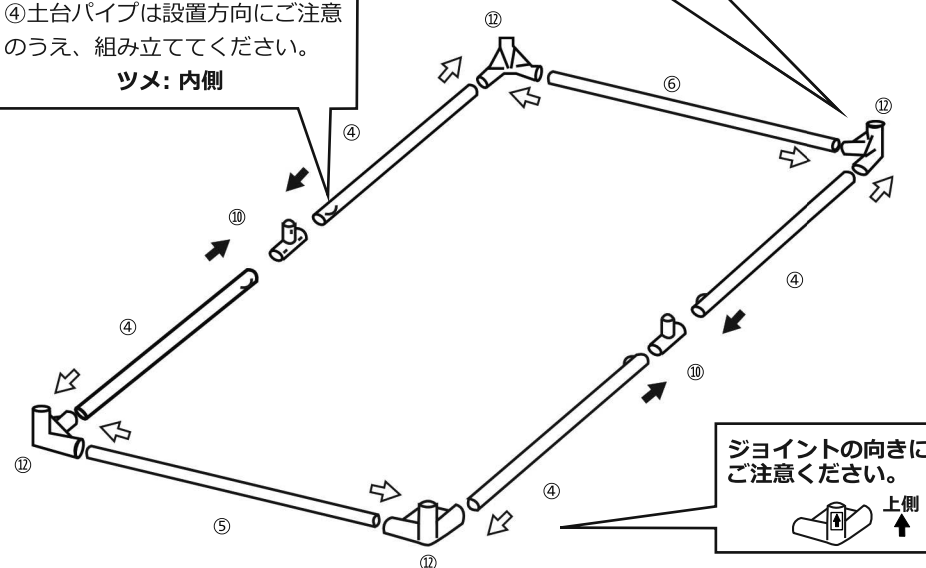 ④土台パイプは設置方向にご注意
のうえ、組み立ててください。
ツメ: 内側
⑫
⑥
⑫
④
⑩
④
④
⑩
⑫
⑤
④
⑫
ジョイントの向きに
ご注意ください。
上側